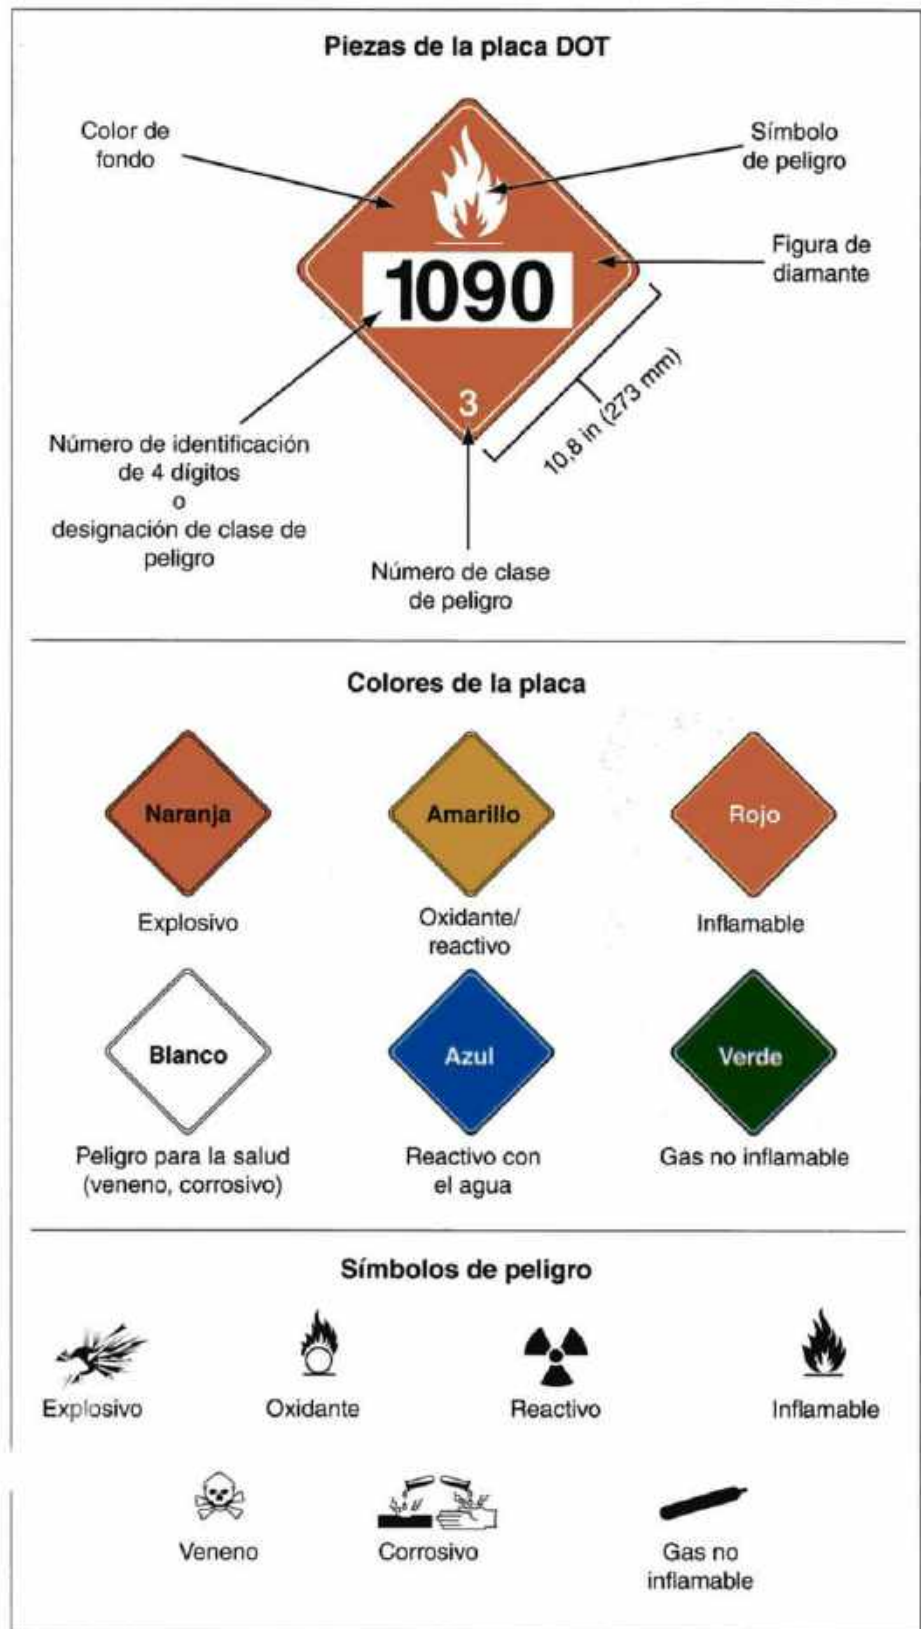 Piezas de la placa DOT
Color de
fondo
Símbolo
de peligro
Figura de
diamante
1090
3
10,8 in (273 mm)
Número de identificación
de 4 dígitos
o
designación de clase de
peligro
Número de clase
de peligro
Colores de la placa
Naranja
Amarillo
Rojo
Explosivo
Oxidante/
reactivo
Inflamable
Blanco
Azul
Verde
Peligro para la salud
(veneno, corrosivo)
Reactivo con
el agua
Gas no inflamable
Símbolos de peligro
Explosivo
Oxidante
Reactivo
Inflamable
Veneno
Corrosivo
Gas no
inflamable